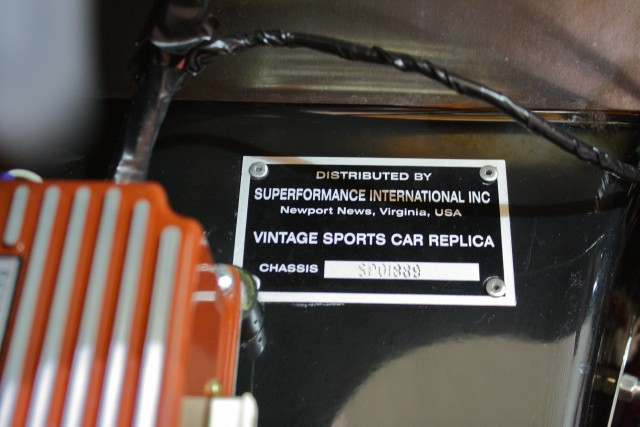 DISTRIBUTED BY
SUPERFORMANCE INTERNATIONAL INC
Newport News, Virginia, USA
VINTAGE SPORTS CAR REPLICA
CHASSIS SP01889